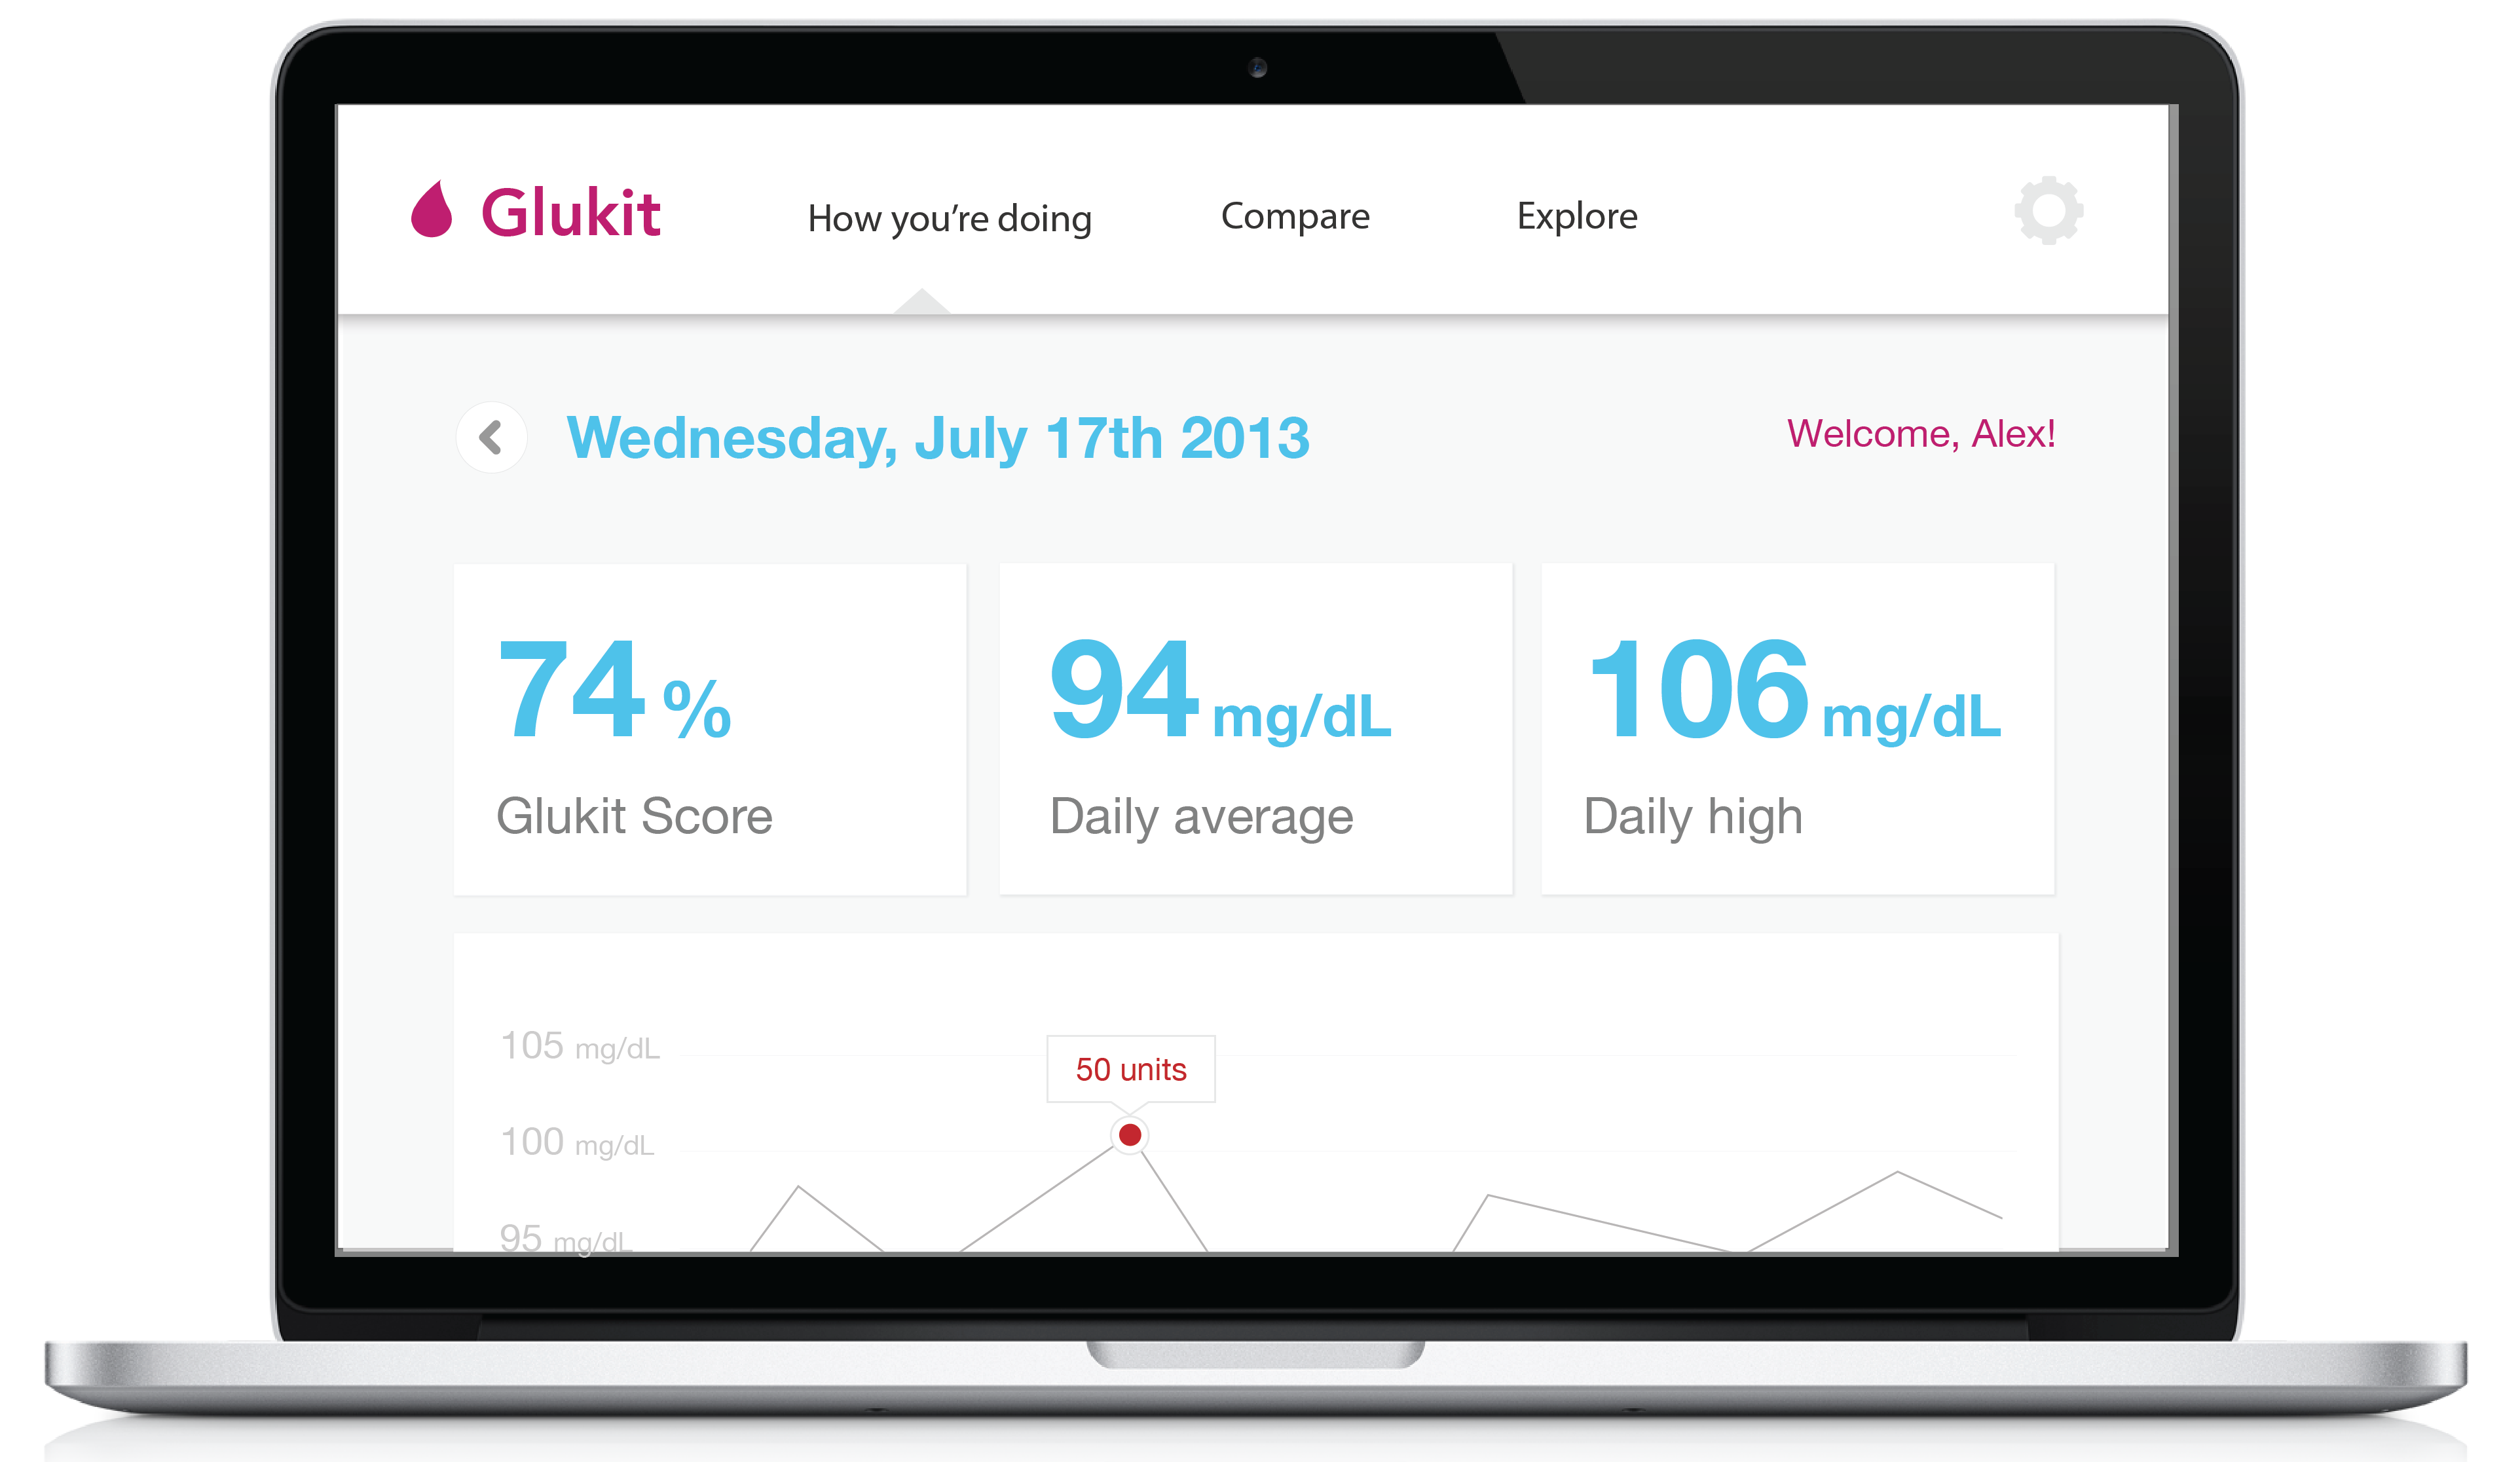 Glukit
How you’re doing
Compare
Explore
Wednesday, July 17th 2013
Welcome, Alex!
74 %
Glukit Score
94 mg/dL
Daily average
106 mg/dL
Daily high
105 mg/dL
50 units
100 mg/dL
95 mg/dL